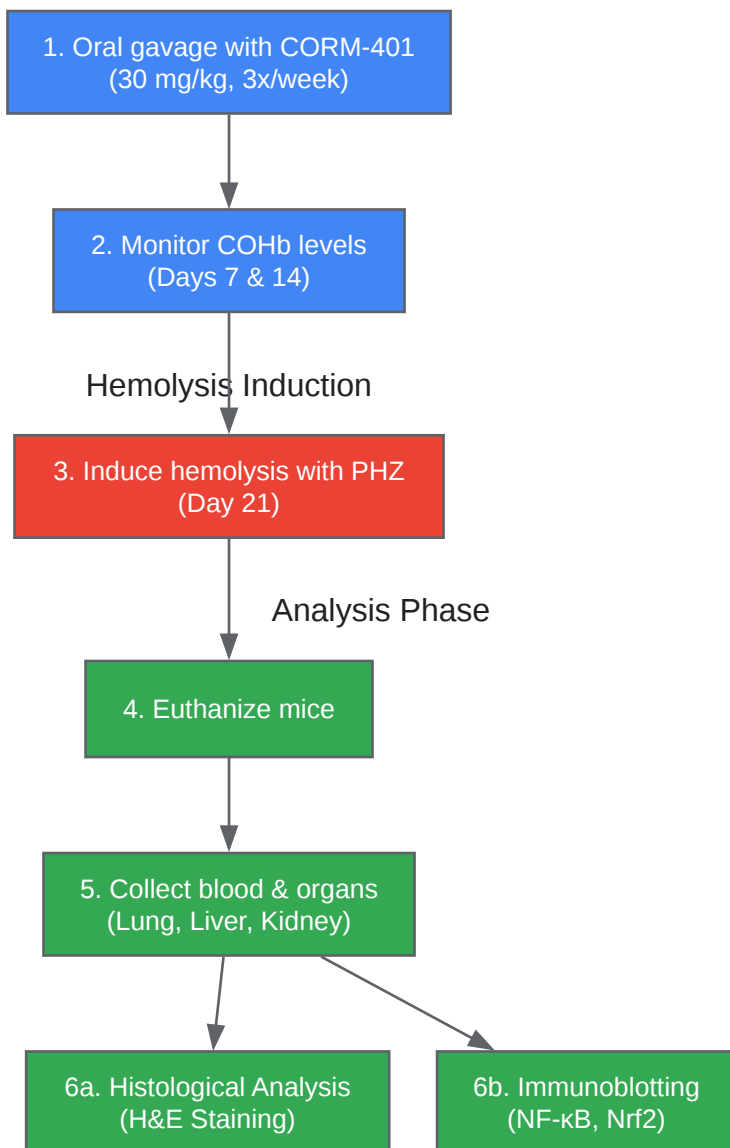 1. Oral gavage with CORM-401
(30 mg/kg, 3x/week)
2. Monitor COHb levels
(Days 7 & 14)
Hemolysis Induction
3. Induce hemolysis with PHZ
(Day 21)
Analysis Phase
4. Euthanize mice
5. Collect blood & organs
(Lung, Liver, Kidney)
6a. Histological Analysis
(H&E Staining)
6b. Immunoblotting
(NF-κB, Nrf2)